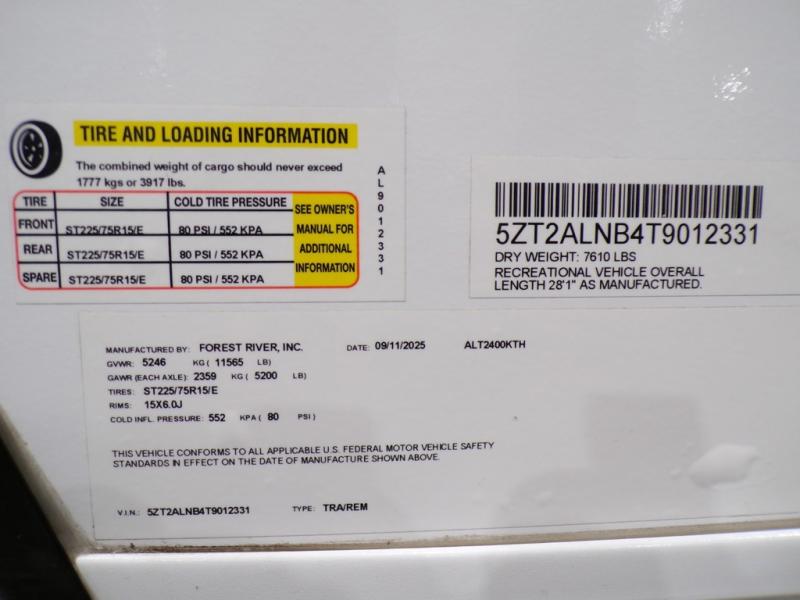 TIRE AND LOADING INFORMATION
The combined weight of cargo should never exceed
1777 kgs or 3917 lbs.
TIRE SIZE COLD TIRE PRESSURE SEE OWNER'S MANUAL FOR ADDITIONAL INFORMATION
FRONT ST225/75R15/E 80 PSI / 552 KPA
REAR ST225/75R15/E 80 PSI / 552 KPA
SPARE ST225/75R15/E 80 PSI / 552 KPA
AL9012331
5ZT2ALNB4T9012331
DRY WEIGHT: 7610 LBS
RECREATIONAL VEHICLE OVERALL
LENGTH 28'1" AS MANUFACTURED.
MANUFACTURED BY: FOREST RIVER, INC. DATE: 09/11/2025 ALT2400KTH
GVWR: 5246 KG ( 11565 LB)
GAWR (EACH AXLE): 2359 KG ( 5200 LB)
TIRES: ST225/75R15/E
RIMS: 15X6.0J
COLD INFL. PRESSURE: 552 KPA ( 80 PSI )
THIS VEHICLE CONFORMS TO ALL APPLICABLE U.S. FEDERAL MOTOR VEHICLE SAFETY
STANDARDS IN EFFECT ON THE DATE OF MANUFACTURE SHOWN ABOVE.
V.I.N.: 5ZT2ALNB4T9012331 TYPE: TRA/REM